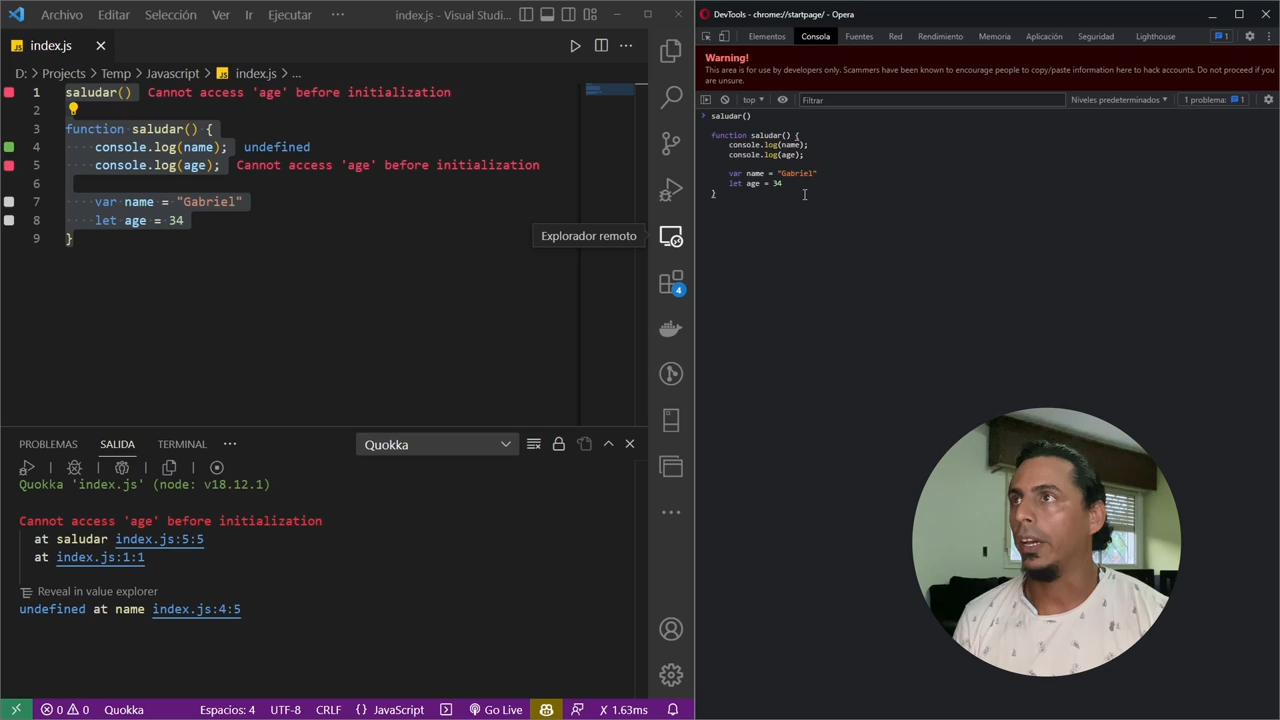 Archivo Editar Selección Ver Ir Ejecutar ··· index.js - Visual Studi...
index.js
D: > Projects > Temp > Javascript > index.js > ...
1 saludar() Cannot access 'age' before initialization
2
3 function saludar() {
4 console.log(name); undefined
5 console.log(age); Cannot access 'age' before initialization
6
7 var name = "Gabriel"
8 let age = 34
9 }
Explorador remoto
4
PROBLEMAS SALIDA TERMINAL ···
Quokka
Quokka 'index.js' (node: v18.12.1)
Cannot access 'age' before initialization
at saludar index.js:5:5
at index.js:1:1
Reveal in value explorer
undefined at name index.js:4:5
0 0 Quokka Espacios: 4 UTF-8 CRLF {} JavaScript Go Live X 1.63ms
DevTools - chrome://startpage/ - Opera
Elementos Consola Fuentes Red Rendimiento Memoria Aplicación Seguridad Lighthouse 1
Warning!
This area is for use by developers only. Scammers have been known to encourage people to copy/paste information here to hack accounts. Do not proceed if you
are unsure.
top Filtrar Niveles predeterminados 1 problema: 1
> saludar()
function saludar() {
console.log(name);
console.log(age);
var name = "Gabriel"
let age = 34
}